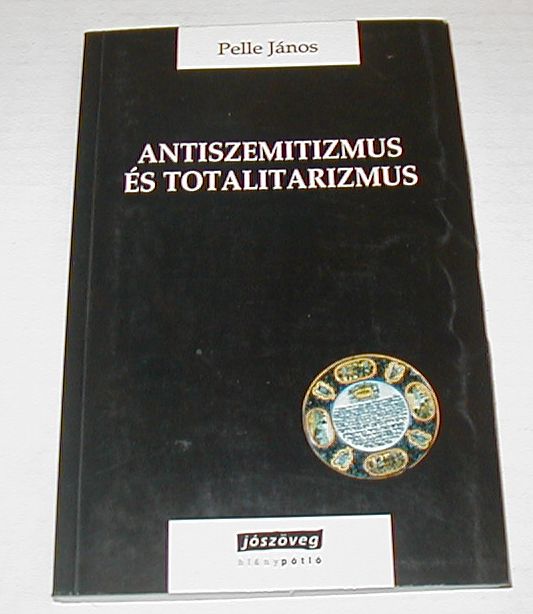 Pelle János
ANTISZEMITIZMUS
ÉS TOTALITARIZMUS
jószöveg
hiánypótló